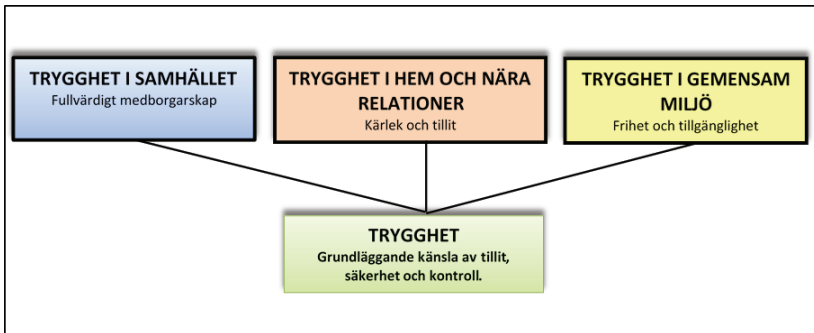 TRYGGHET I SAMHÄLLET
Fullvärdigt medborgarskap
TRYGGHET I HEM OCH NÄRA
RELATIONER
Kärlek och tillit
TRYGGHET I GEMENSAM
MILJÖ
Frihet och tillgänglighet
TRYGGHET
Grundläggande känsla av tillit,
säkerhet och kontroll.